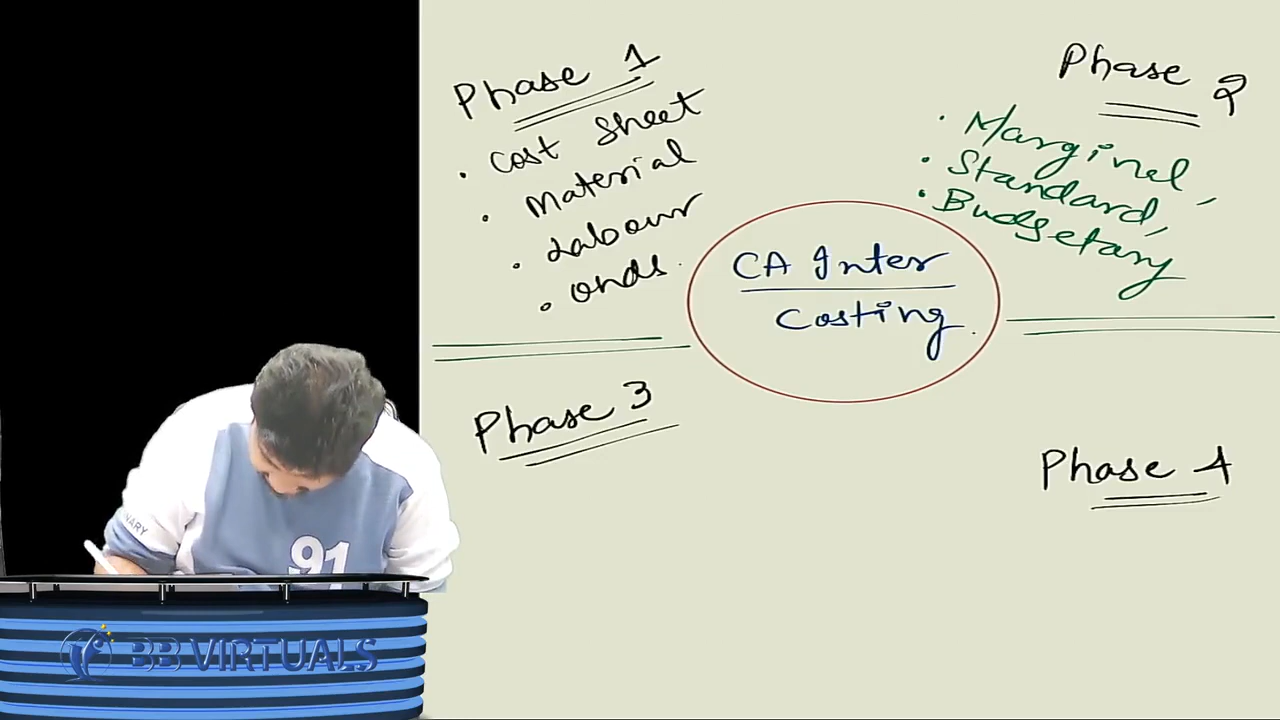 Phase 1
• Cost Sheet
• Material
• Labour
• OHDs.
Phase 2
• Marginal,
• Standard,
• Budgetary
CA Inter
Costing.
Phase 3
Phase 4
NARY
91
BB VIRTUALS